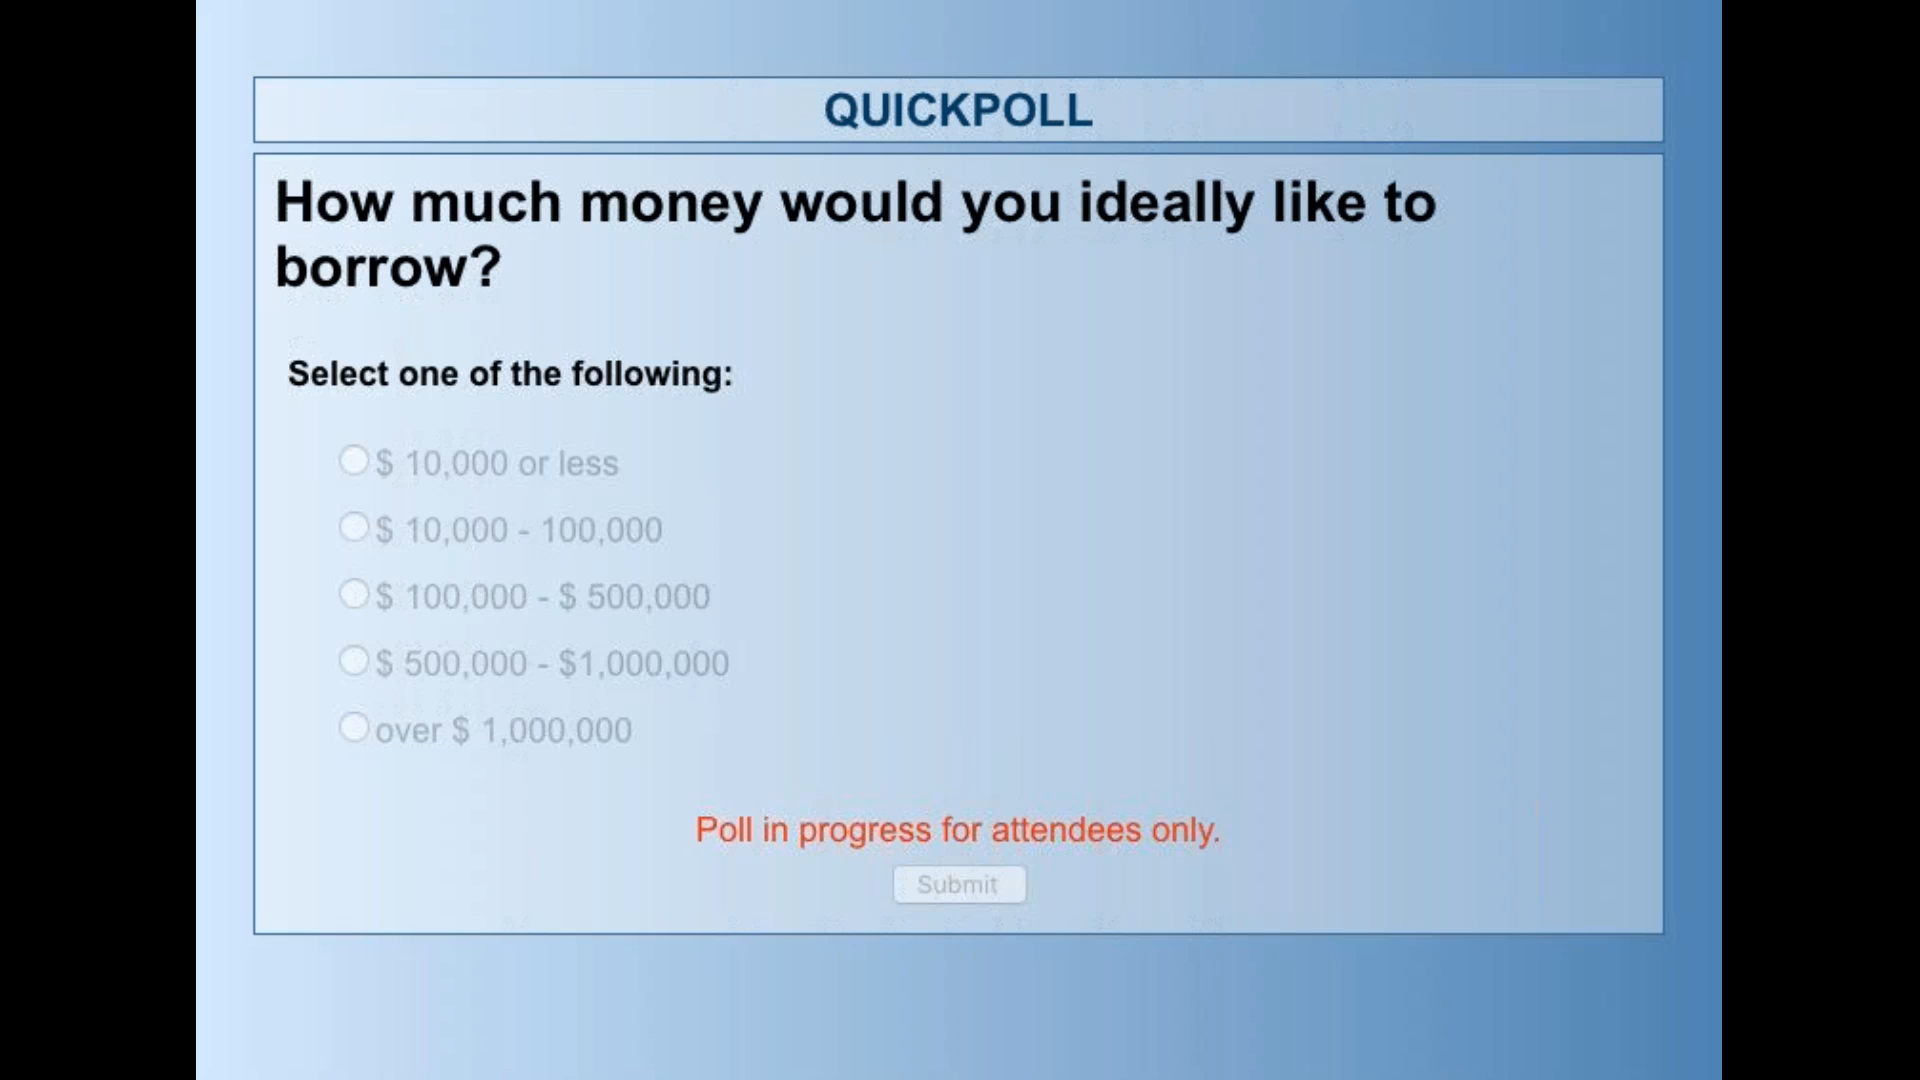 QUICKPOLL
How much money would you ideally like to
borrow?
Select one of the following:
$ 10,000 or less
$ 10,000 - 100,000
$ 100,000 - $ 500,000
$ 500,000 - $1,000,000
over $ 1,000,000
Poll in progress for attendees only.
Submit